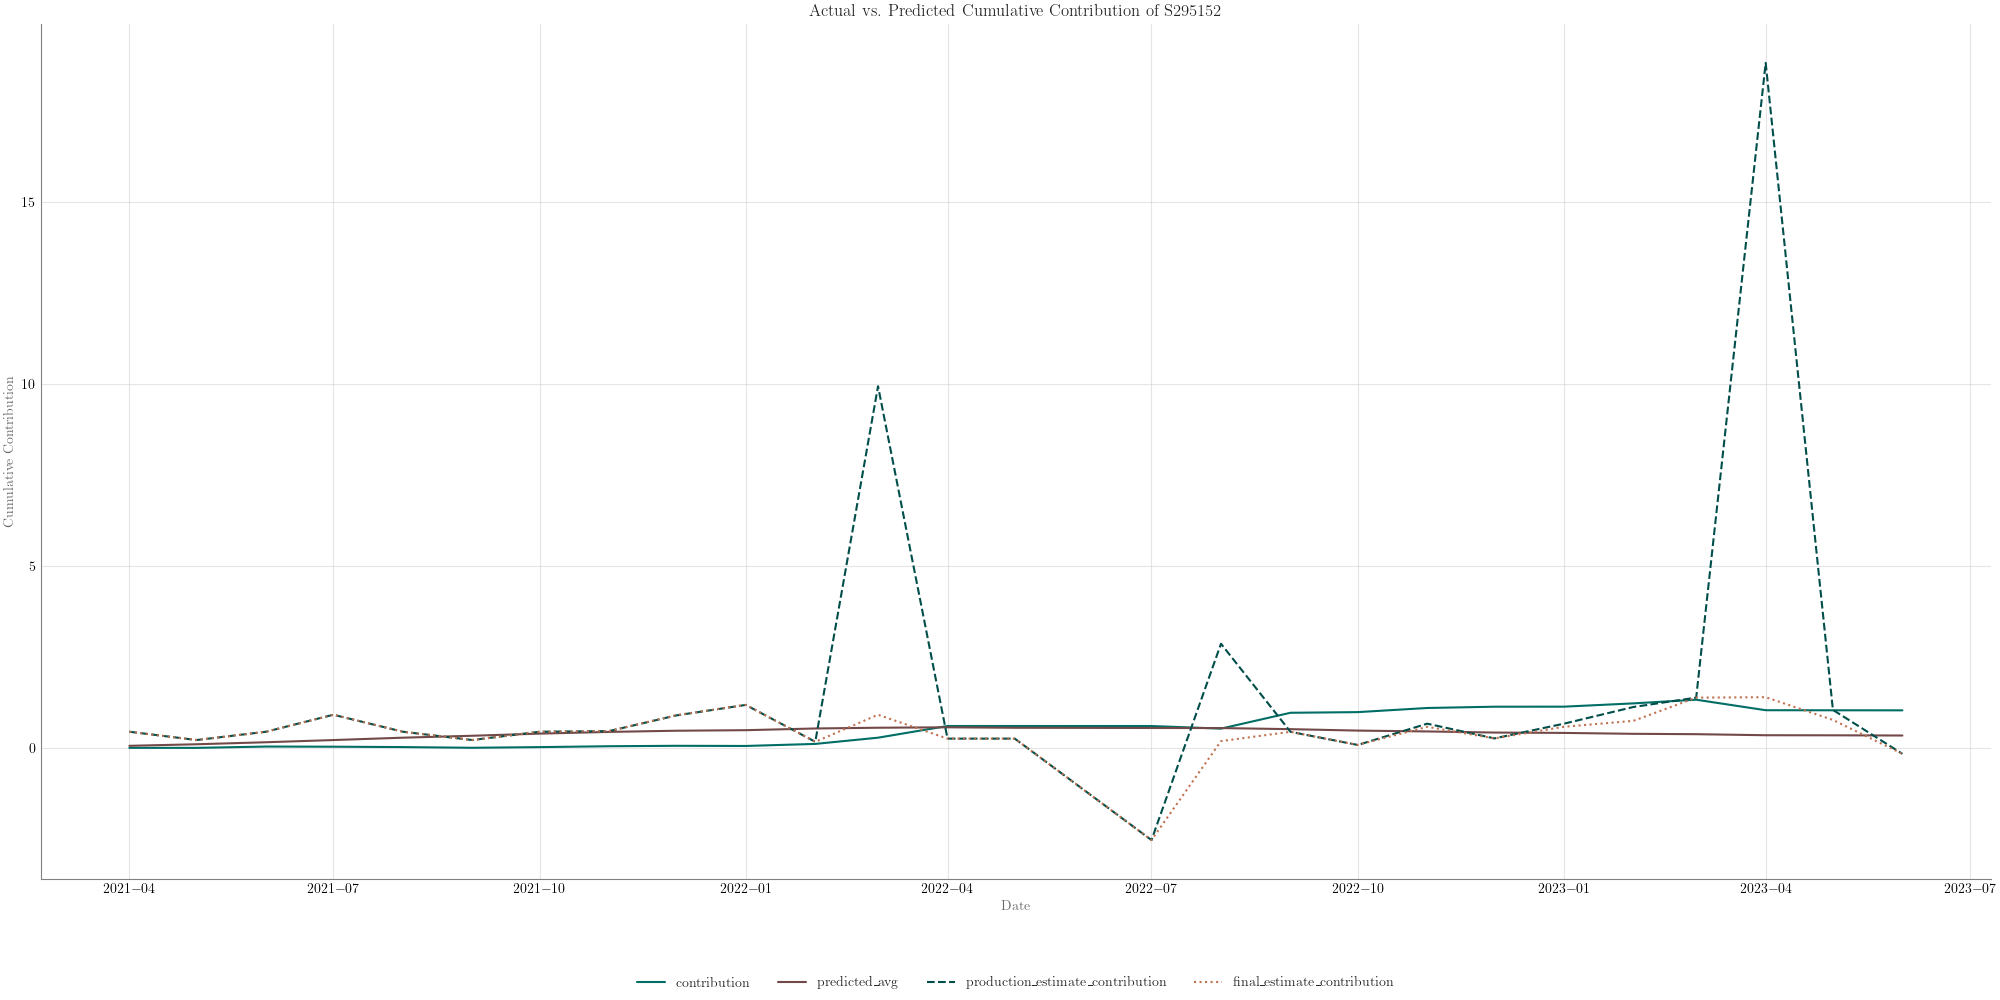 Actual vs. Predicted Cumulative Contribution of S295152
Cumulative Contribution
15
10
5
0
2021−04 2021−07 2021−10 2022−01 2022−04 2022−07 2022−10 2023−01 2023−04 2023−07
Date
contribution predicted_avg production_estimate_contribution final_estimate_contribution